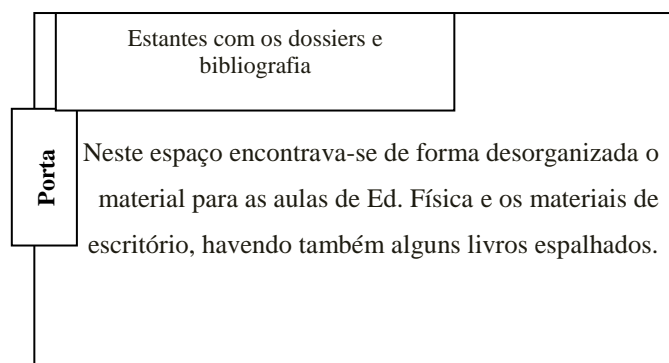 Estantes com os dossiers e
bibliografia
Porta
Neste espaço encontrava-se de forma desorganizada o
material para as aulas de Ed. Física e os materiais de
escritório, havendo também alguns livros espalhados.